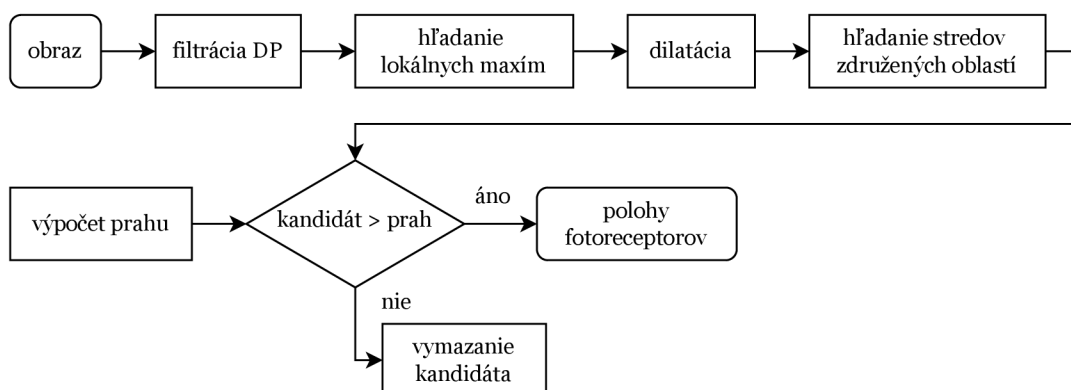 obraz
filtrácia DP
hľadanie
lokálnych maxím
dilatácia
hľadanie stredov
združených oblastí
výpočet prahu
kandidát > prah
áno
polohy
fotoreceptorov
nie
vymazanie
kandidáta